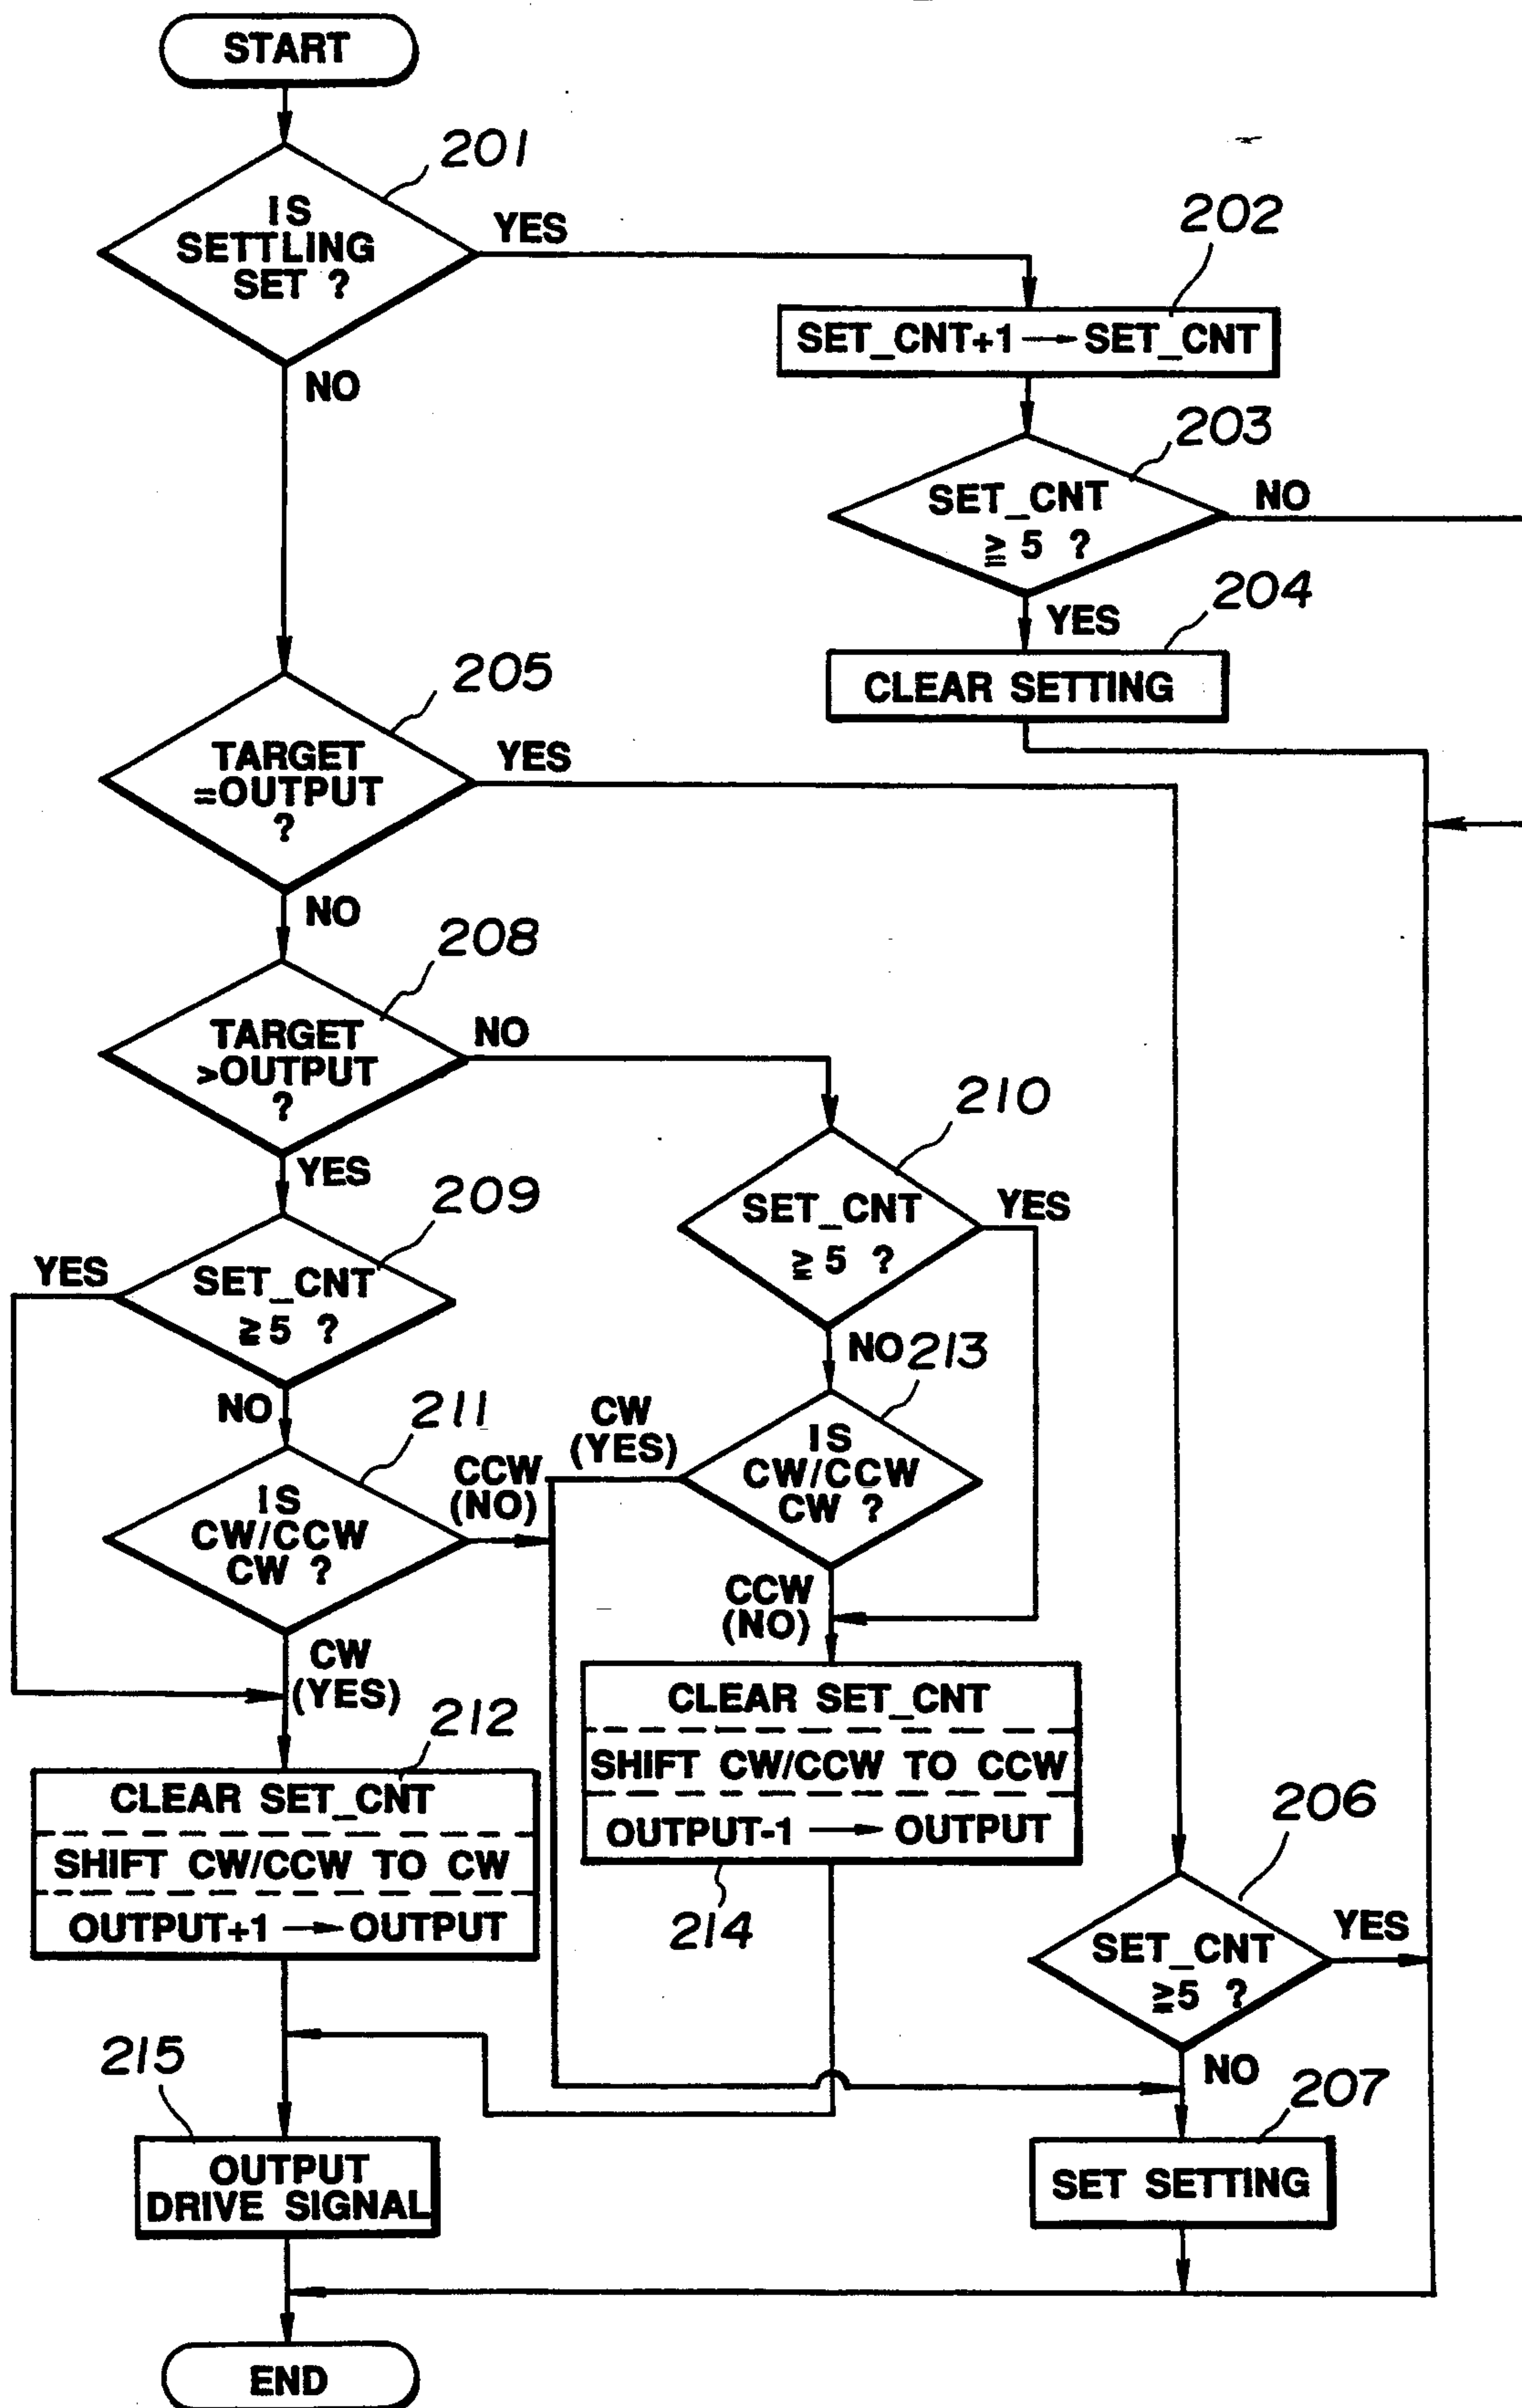 START
201
IS
SETTLING
SET ?
YES
NO
202
SET_CNT+1 → SET_CNT
203
SET_CNT
≧ 5 ?
NO
YES
204
CLEAR SETTING
205
TARGET
=OUTPUT
?
YES
NO
208
TARGET
>OUTPUT
?
NO
YES
209
SET_CNT
≧5 ?
YES
NO
210
SET_CNT
≧ 5 ?
YES
NO
211
IS
CW/CCW
CW ?
CCW
(NO)
CW
(YES)
213
IS
CW/CCW
CW ?
CW
(YES)
CCW
(NO)
212
CLEAR SET_CNT
SHIFT CW/CCW TO CW
OUTPUT+1 → OUTPUT
CLEAR SET_CNT
SHIFT CW/CCW TO CCW
OUTPUT-1 → OUTPUT
214
206
SET_CNT
≧5 ?
YES
NO
207
SET SETTING
215
OUTPUT
DRIVE SIGNAL
END